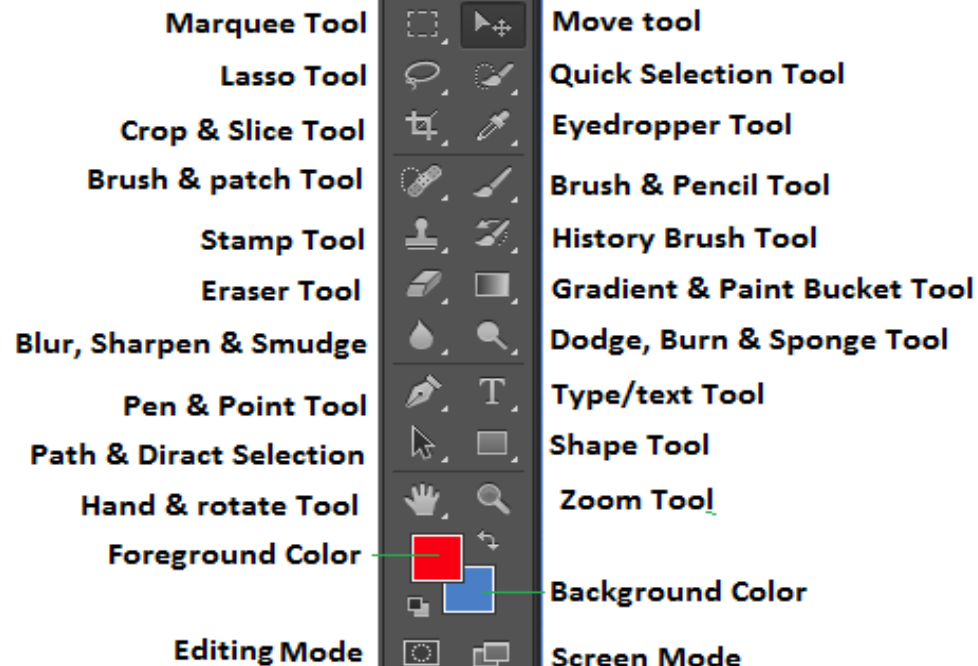 Marquee Tool
Move tool
Lasso Tool
Quick Selection Tool
Crop & Slice Tool
Eyedropper Tool
Brush & patch Tool
Brush & Pencil Tool
Stamp Tool
History Brush Tool
Eraser Tool
Gradient & Paint Bucket Tool
Blur, Sharpen & Smudge
Dodge, Burn & Sponge Tool
Pen & Point Tool
Type/text Tool
Path & Diract Selection
Shape Tool
Hand & rotate Tool
Zoom Tool
Foreground Color
Background Color
Editing Mode
Screen Mode